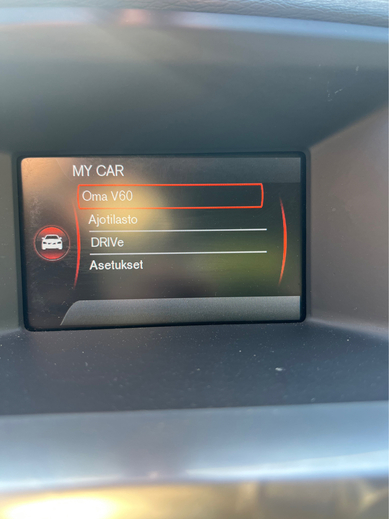 MY CAR
Oma V60
Ajotilasto
DRIVe
Asetukset